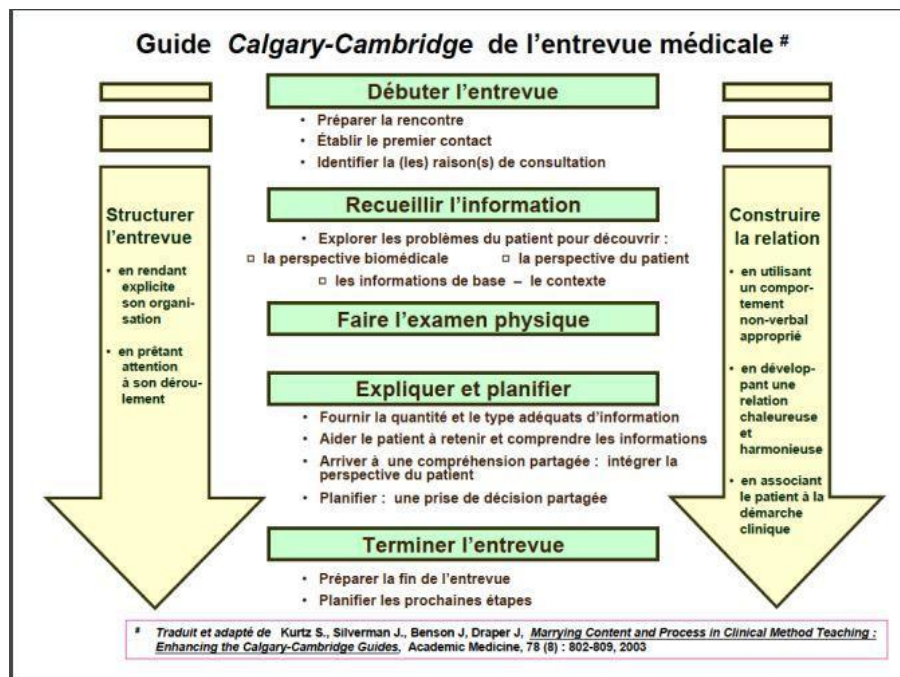 Guide Calgary-Cambridge de l'entrevue médicale #
Débuter l'entrevue
• Préparer la rencontre
• Établir le premier contact
• Identifier la (les) raison(s) de consultation
Structurer
l'entrevue
• en rendant
explicite
son organi-
sation
• en prêtant
attention
à son dérou-
lement
Recueillir l'information
• Explorer les problèmes du patient pour découvrir :
□ la perspective biomédicale □ la perspective du patient
□ les informations de base – le contexte
Faire l'examen physique
Expliquer et planifier
• Fournir la quantité et le type adéquats d'information
• Aider le patient à retenir et comprendre les informations
• Arriver à une compréhension partagée : intégrer la
perspective du patient
• Planifier : une prise de décision partagée
Terminer l'entrevue
• Préparer la fin de l'entrevue
• Planifier les prochaines étapes
Construire
la relation
• en utilisant
un compor-
tement
non-verbal
approprié
• en dévelop-
pant une
relation
chaleureuse
et
harmonieuse
• en associant
le patient à la
démarche
clinique
# Traduit et adapté de Kurtz S., Silverman J., Benson J, Draper J, Marrying Content and Process in Clinical Method Teaching :
Enhancing the Calgary-Cambridge Guides, Academic Medicine, 78 (8) : 802-809, 2003